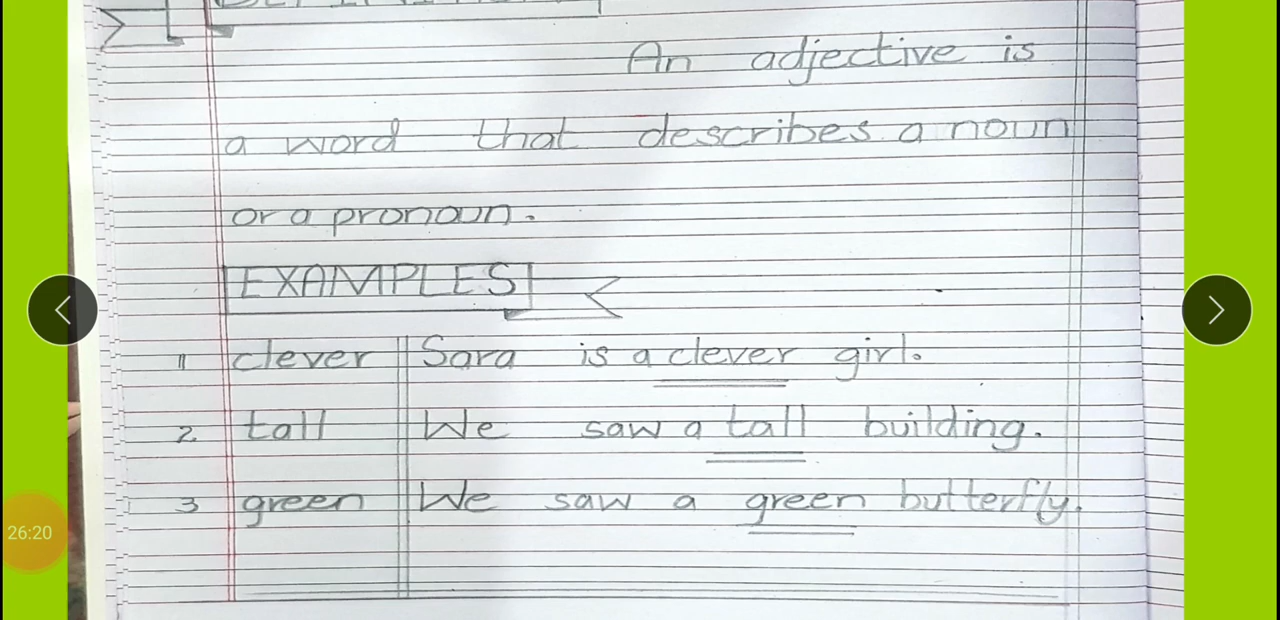 An adjective is
a word that describes a noun
or a pronoun.
EXAMPLES
1 clever Sara is a clever girl.
2 tall We saw a tall building.
3 green We saw a green butterfly.
26:20